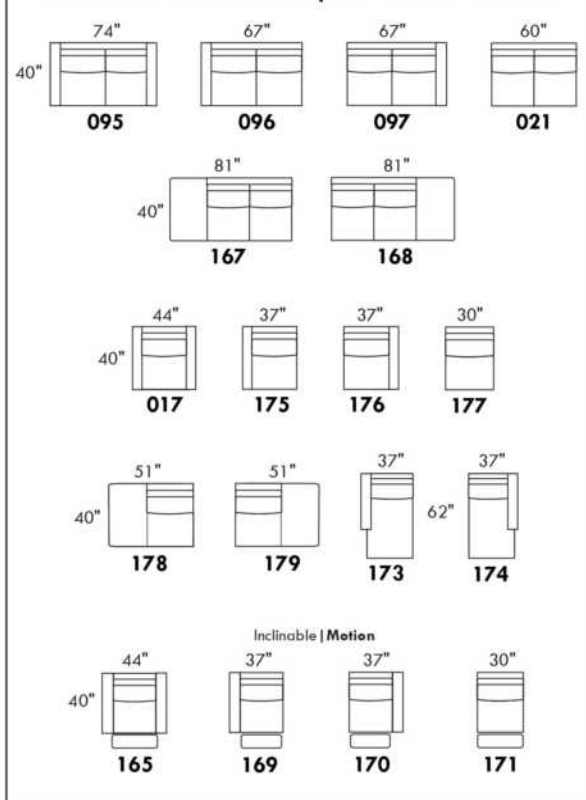 74" 67" 67" 60"
40"
095 096 097 021
81" 81"
40"
167 168
44" 37" 37" 30"
40"
017 175 176 177
51" 51" 37" 37"
40" 62"
178 179 173 174
Inclinable | Motion
44" 37" 37" 30"
40"
165 169 170 171